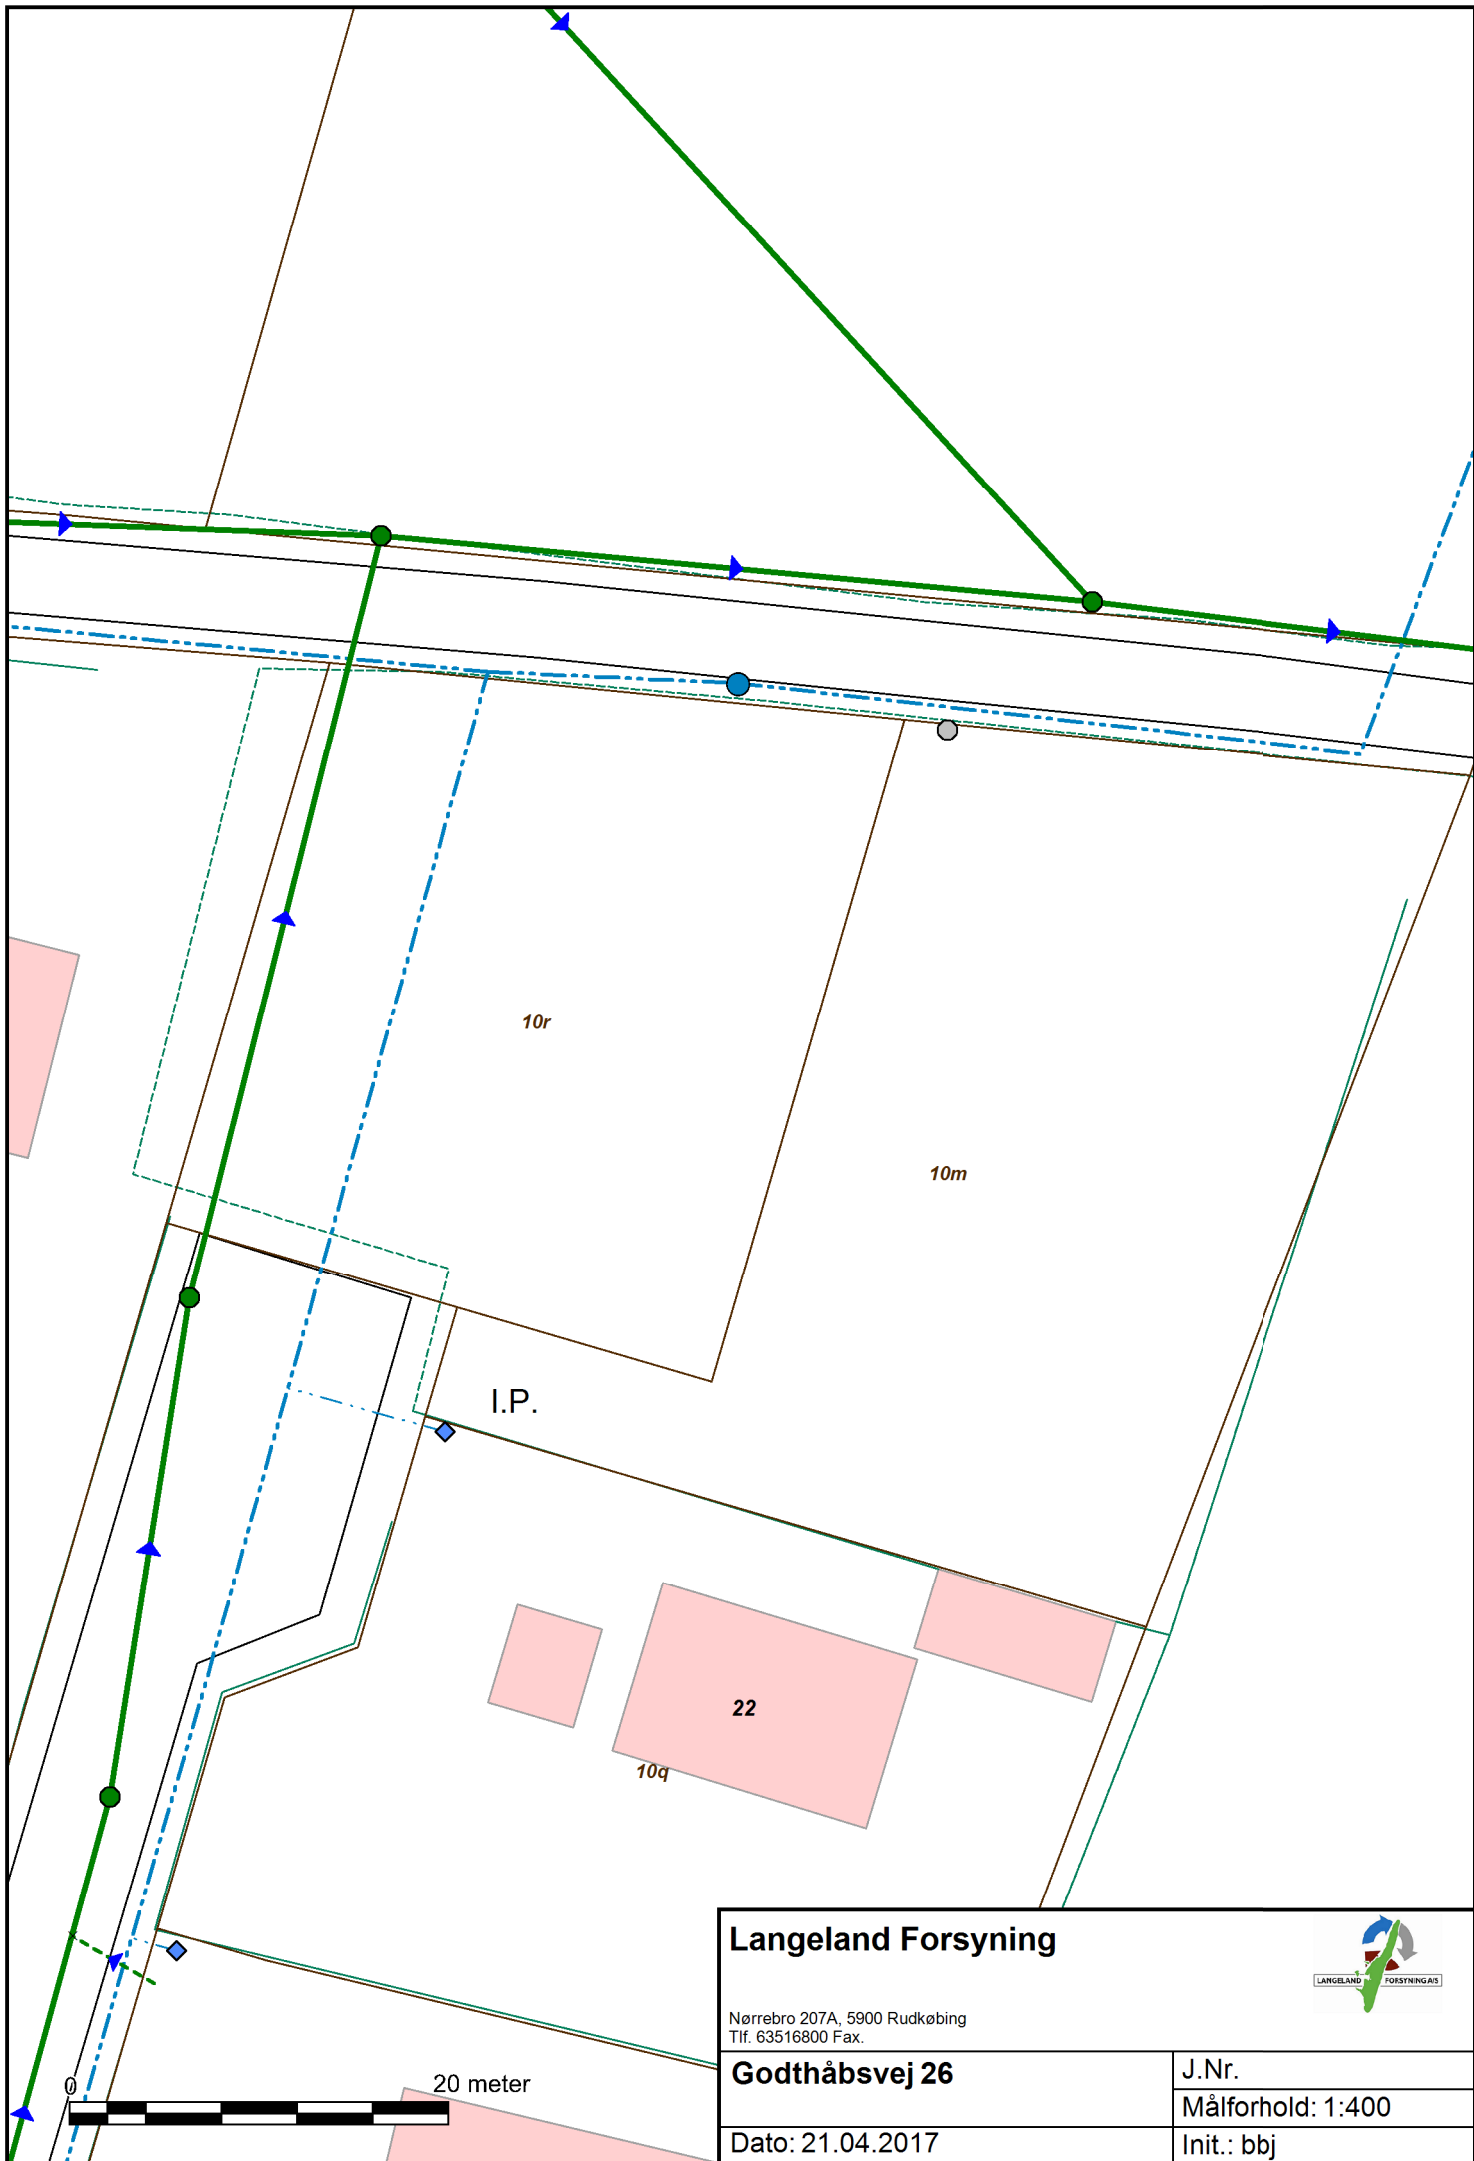 10r
10m
I.P.
22
10q
Langeland Forsyning
LANGELAND FORSYNING A/S
Nørrebro 207A, 5900 Rudkøbing
Tlf. 63516800 Fax.
Godthåbsvej 26
J.Nr.
Målforhold: 1:400
Dato: 21.04.2017
Init.: bbj
0
20 meter